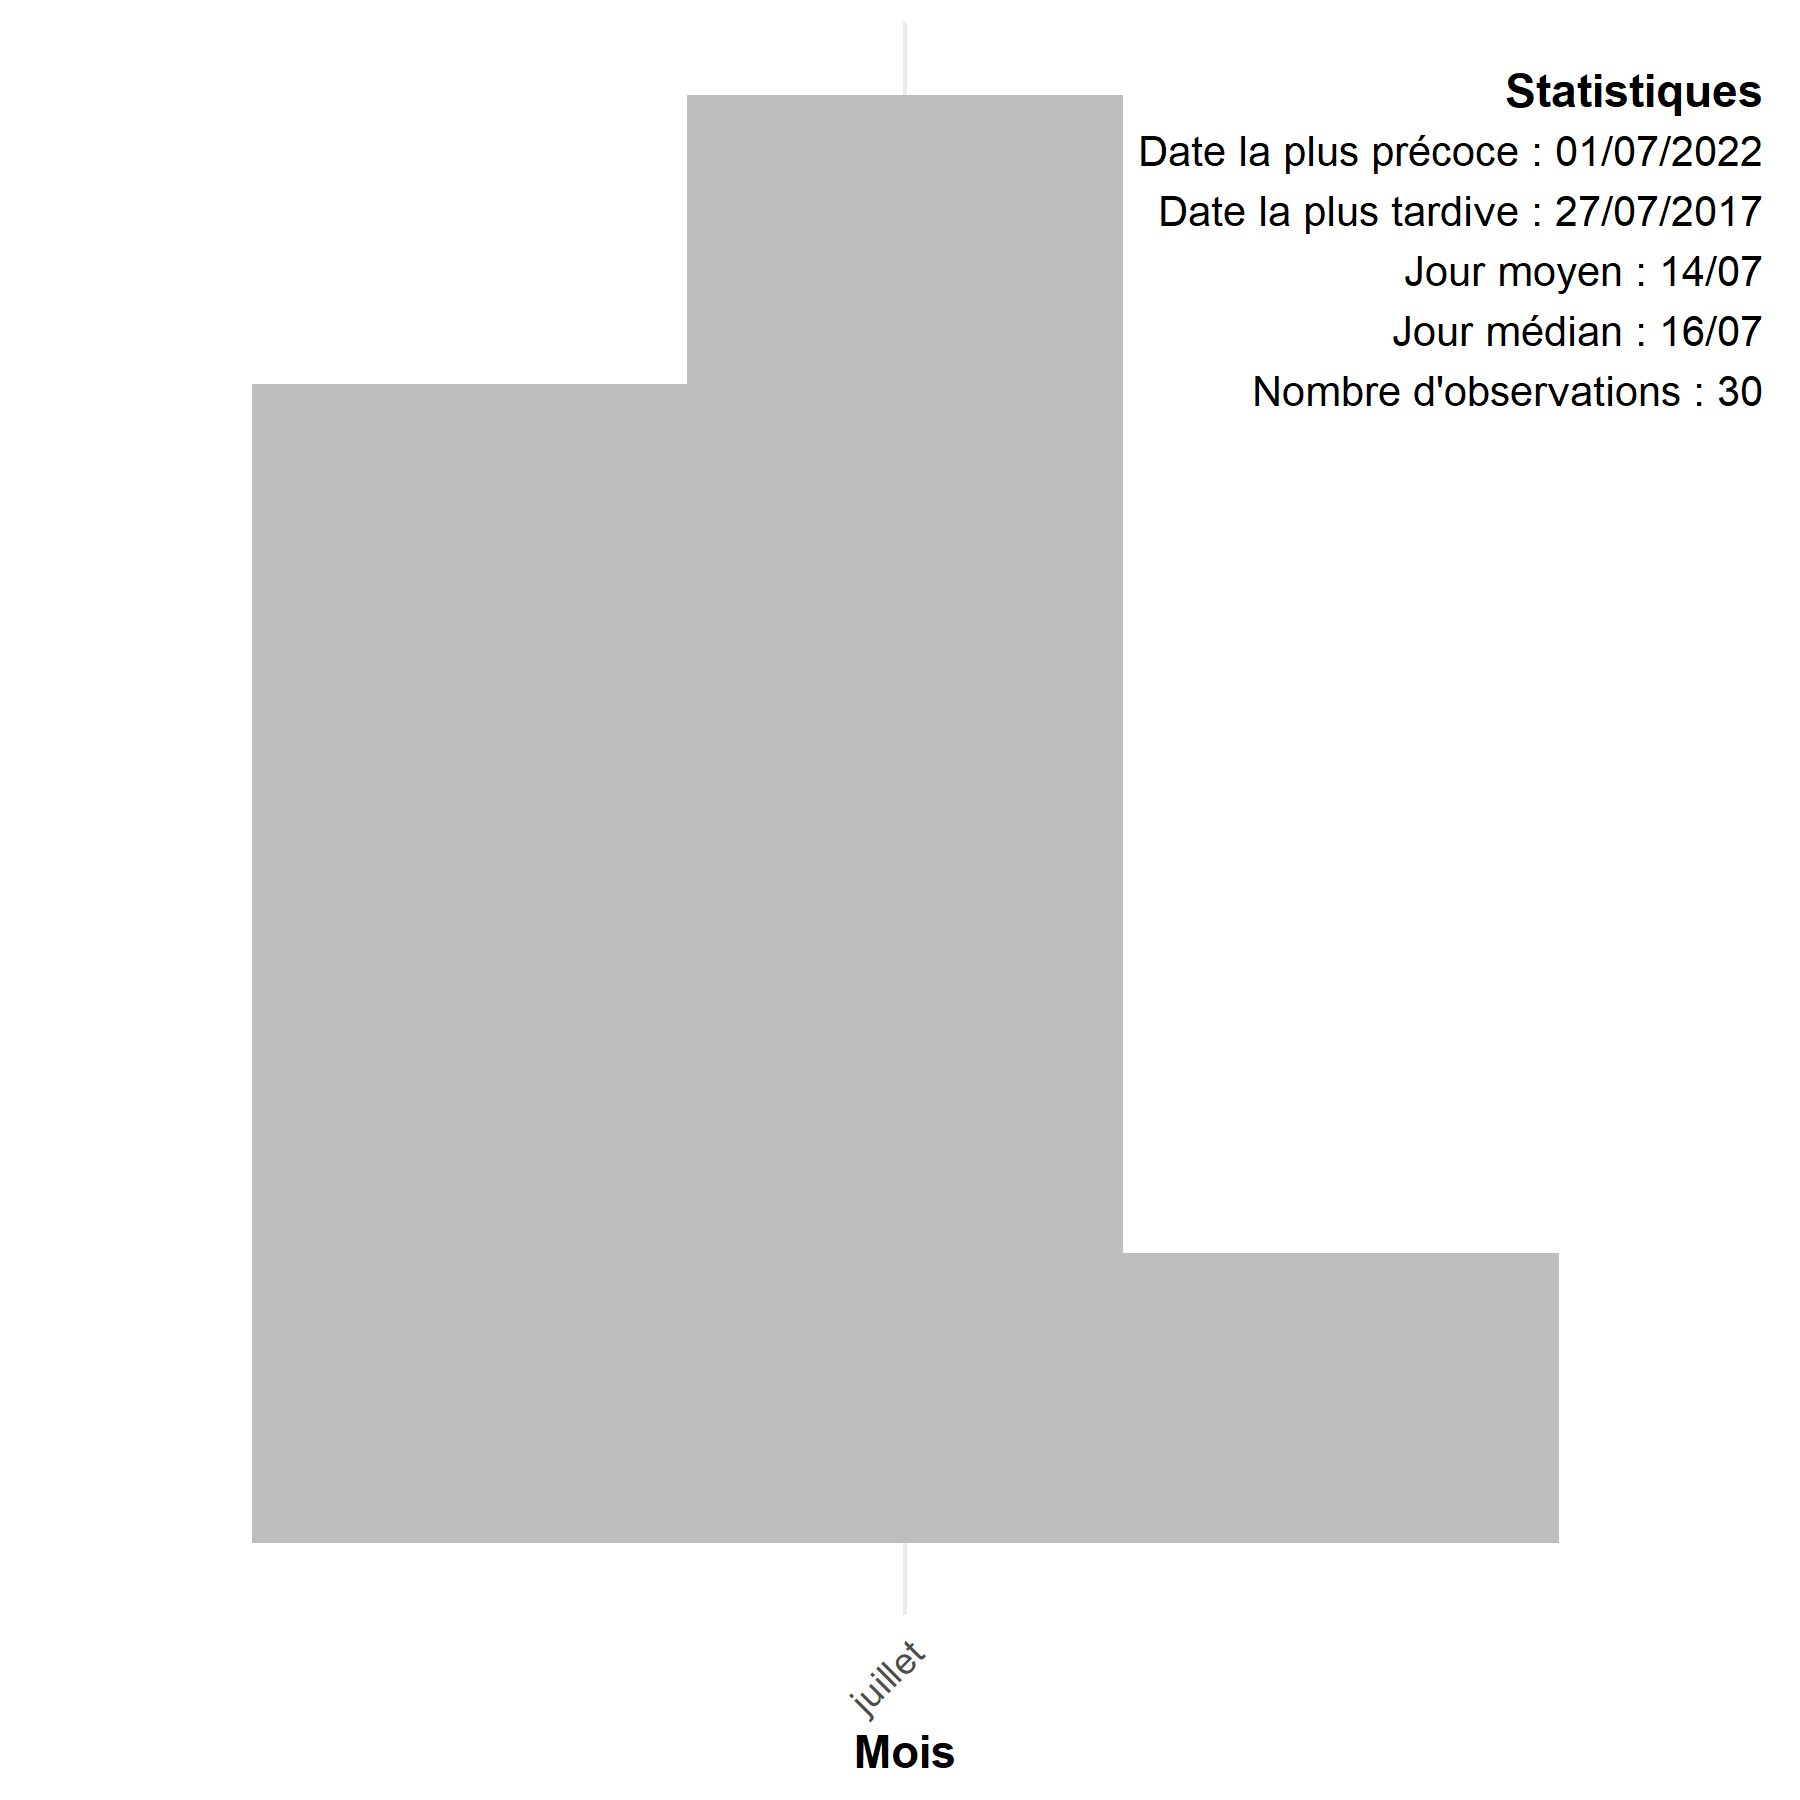 Statistiques
Date la plus précoce : 01/07/2022
Date la plus tardive : 27/07/2017
Jour moyen : 14/07
Jour médian : 16/07
Nombre d'observations : 30
juillet
Mois